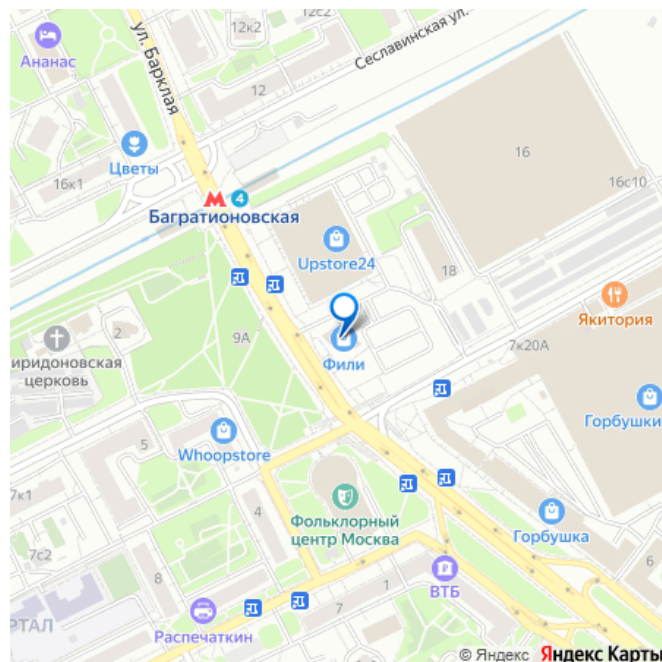 12с2
12к2
Ананас
ул. Барклая
Сеславинская ул.
12
Цветы
16
16к1
16с10
М 4
Багратионовская
Upstore24
18
Якитория
2
9А
7к20А
иридоновская
церковь
Фили
Горбушки
5
Whoopstore
7к1
Фольклорный
центр Москва
4
Горбушка
7с2
6
8
ВТБ
1
7
РТАЛ
Распечаткин
© Яндекс Яндекс Карты